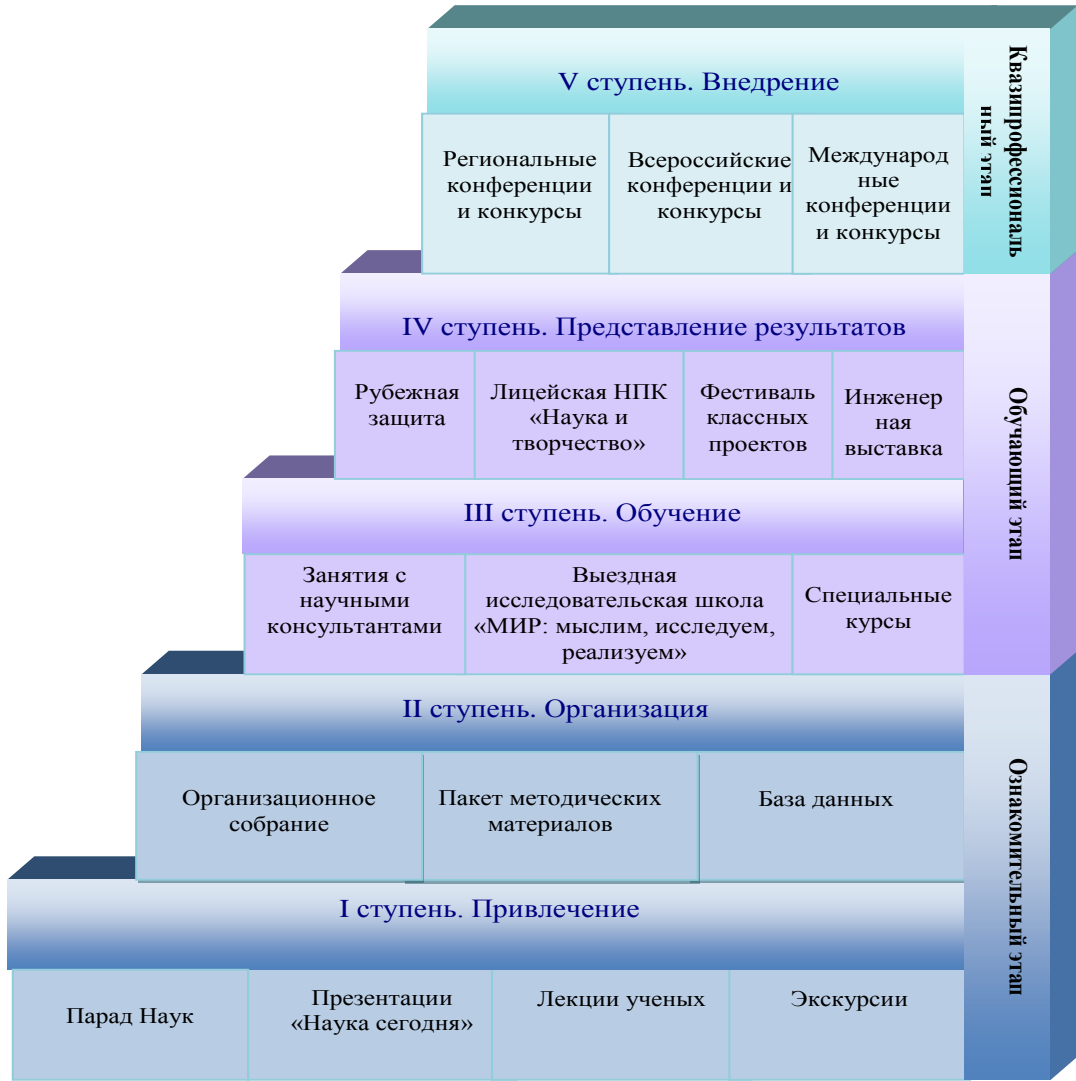 V ступень. Внедрение
Региональные
конференции
и конкурсы
Всероссийские
конференции и
конкурсы
Международ
ные
конференции
и конкурсы
Квазипрофессиональ
ный этап
IV ступень. Представление результатов
Рубежная
защита
Лицейская НПК
«Наука и
творчество»
Фестиваль
классных
проектов
Инженер
ная
выставка
III ступень. Обучение
Занятия с
научными
консультантами
Выездная
исследовательская школа
«МИР: мыслим, исследуем,
реализуем»
Специальные
курсы
Обучающий этап
II ступень. Организация
Организационное
собрание
Пакет методических
материалов
База данных
I ступень. Привлечение
Парад Наук
Презентации
«Наука сегодня»
Лекции ученых
Экскурсии
Ознакомительный этап